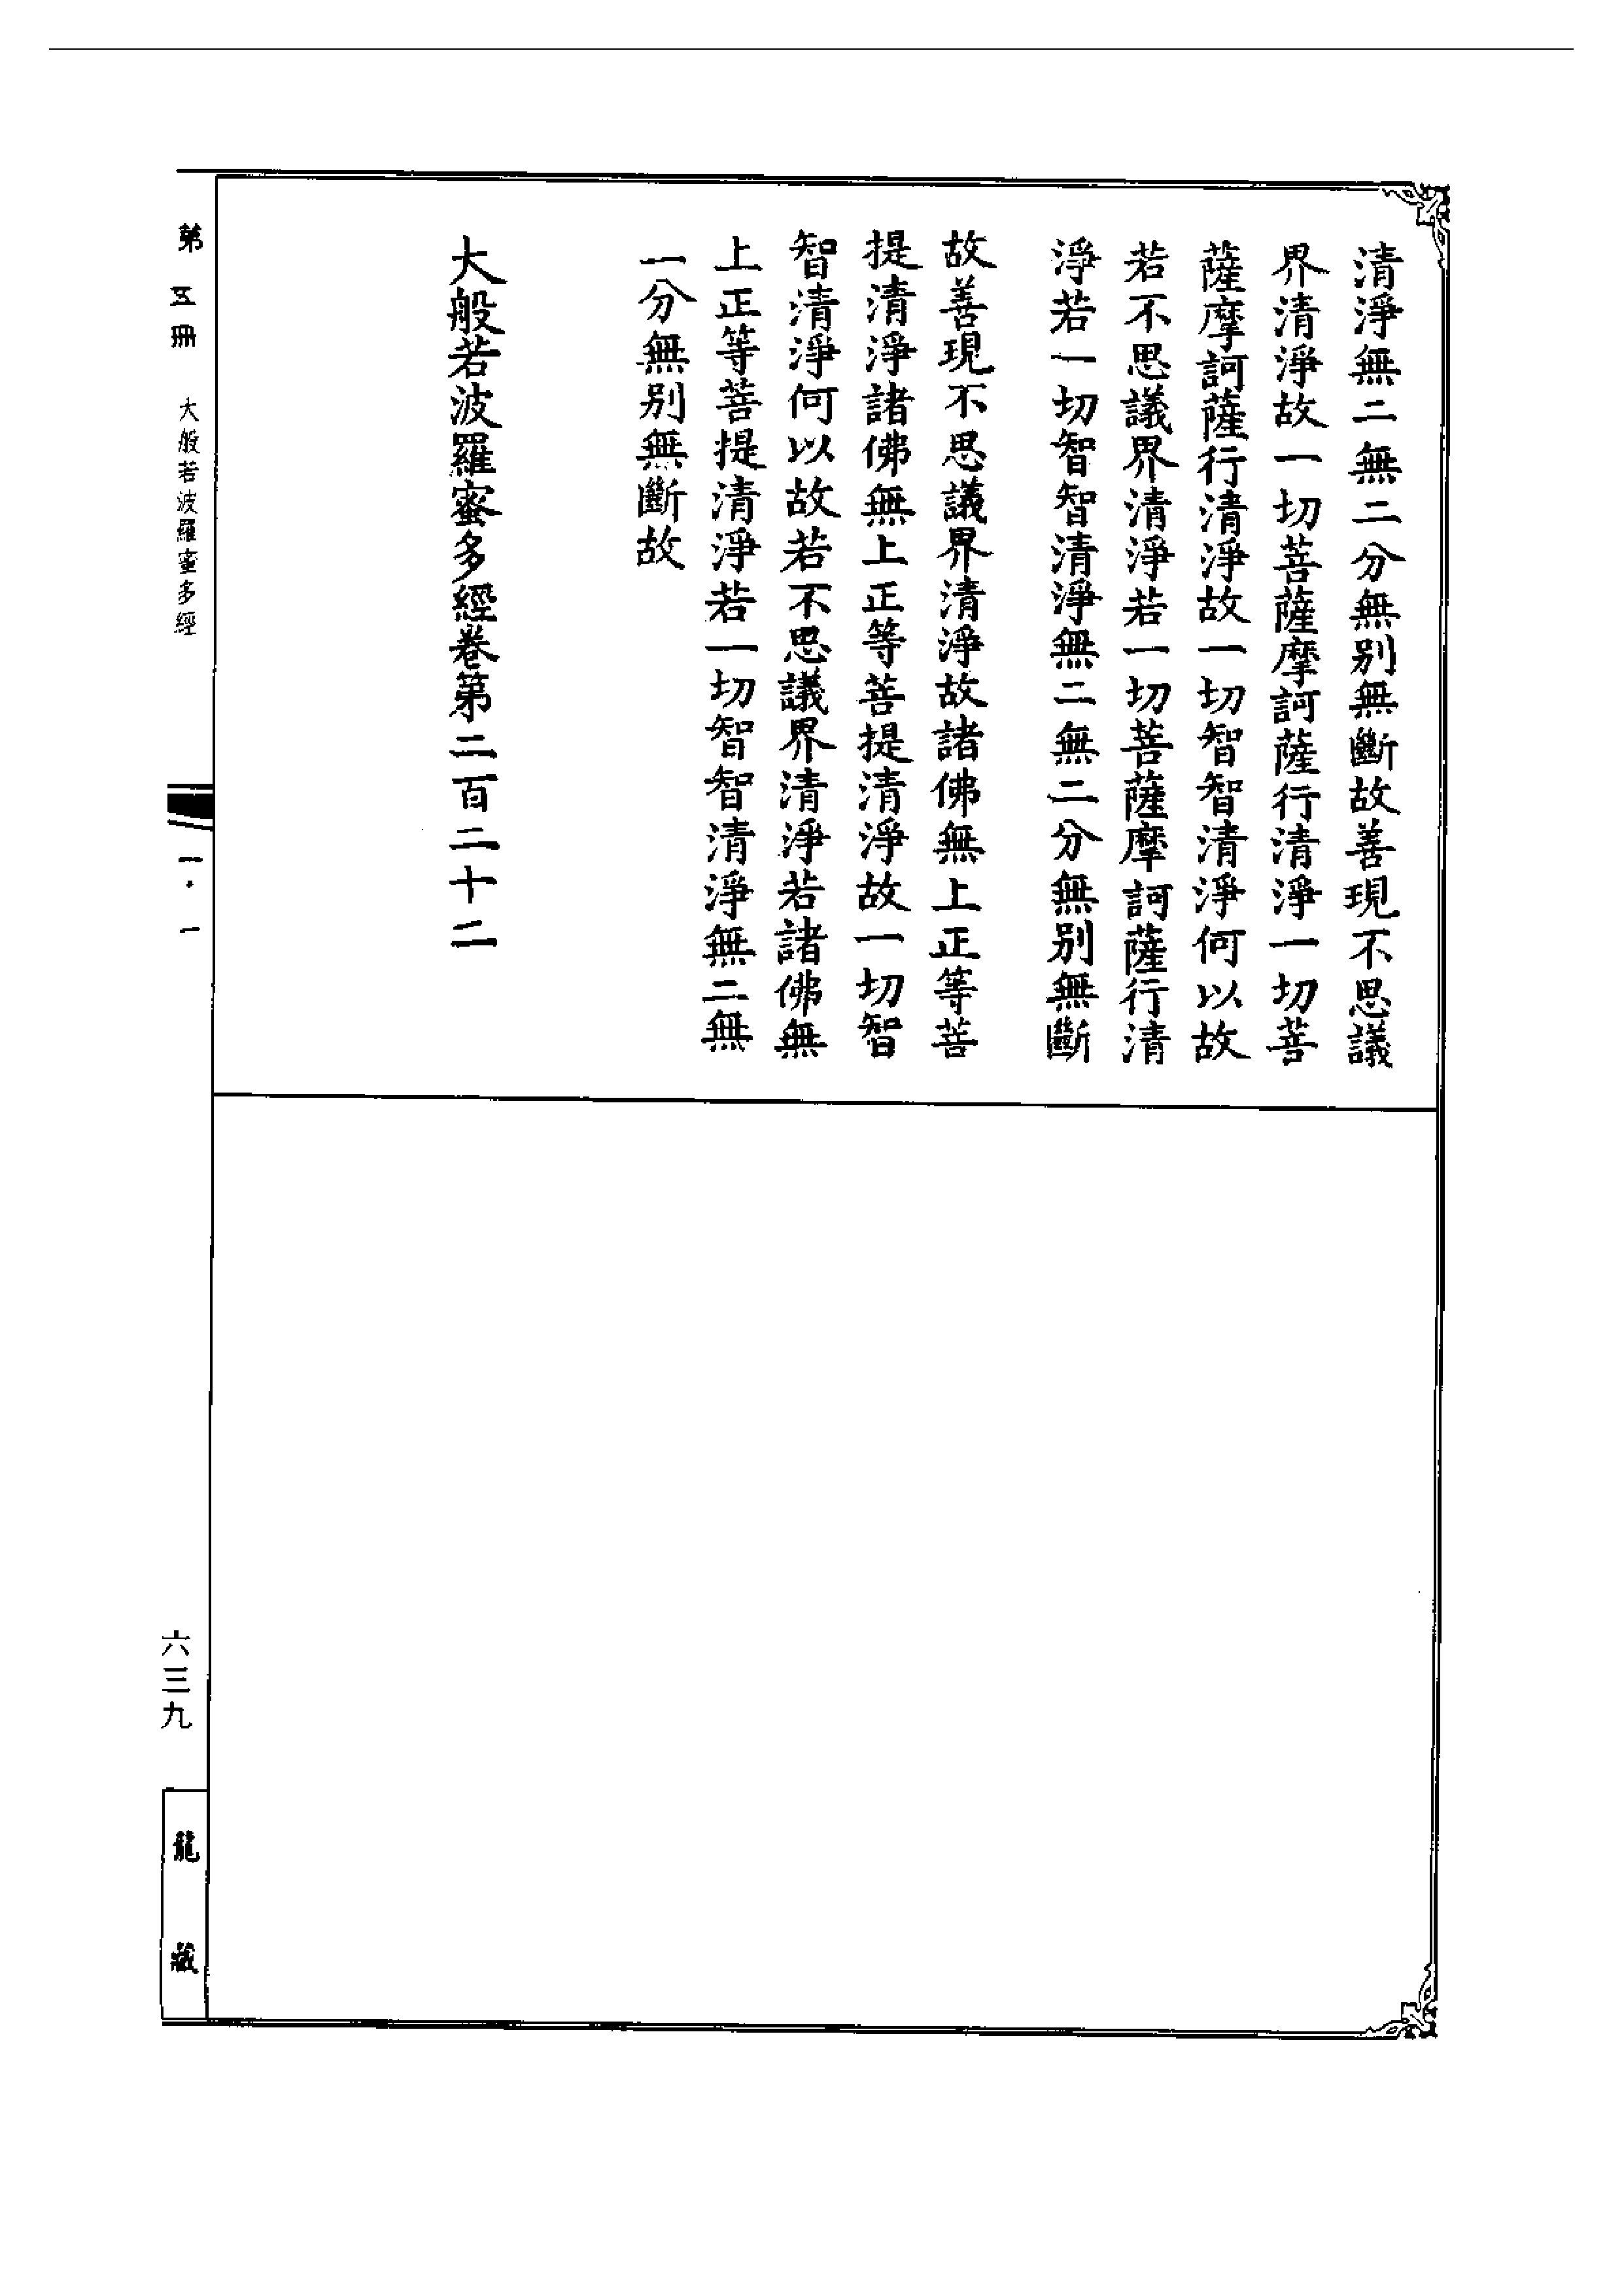 清淨無二無二分無別無斷故善現不思議
界清淨故一切菩薩摩訶薩行清淨一切菩
薩摩訶薩行清淨故一切智智清淨何以故
若不思議界清淨若一切菩薩摩訶薩行清
淨若一切智智清淨無二無二分無別無斷
故善現不思議界清淨故諸佛無上正等菩
提清淨諸佛無上正等菩提清淨故一切智
智清淨何以故若不思議界清淨若諸佛無
上正等菩提清淨若一切智智清淨無二無
一分無別無斷故
大般若波羅蜜多經卷第二百二十二
第五冊 大般若波羅蜜多經 一·一 六三九
龍藏